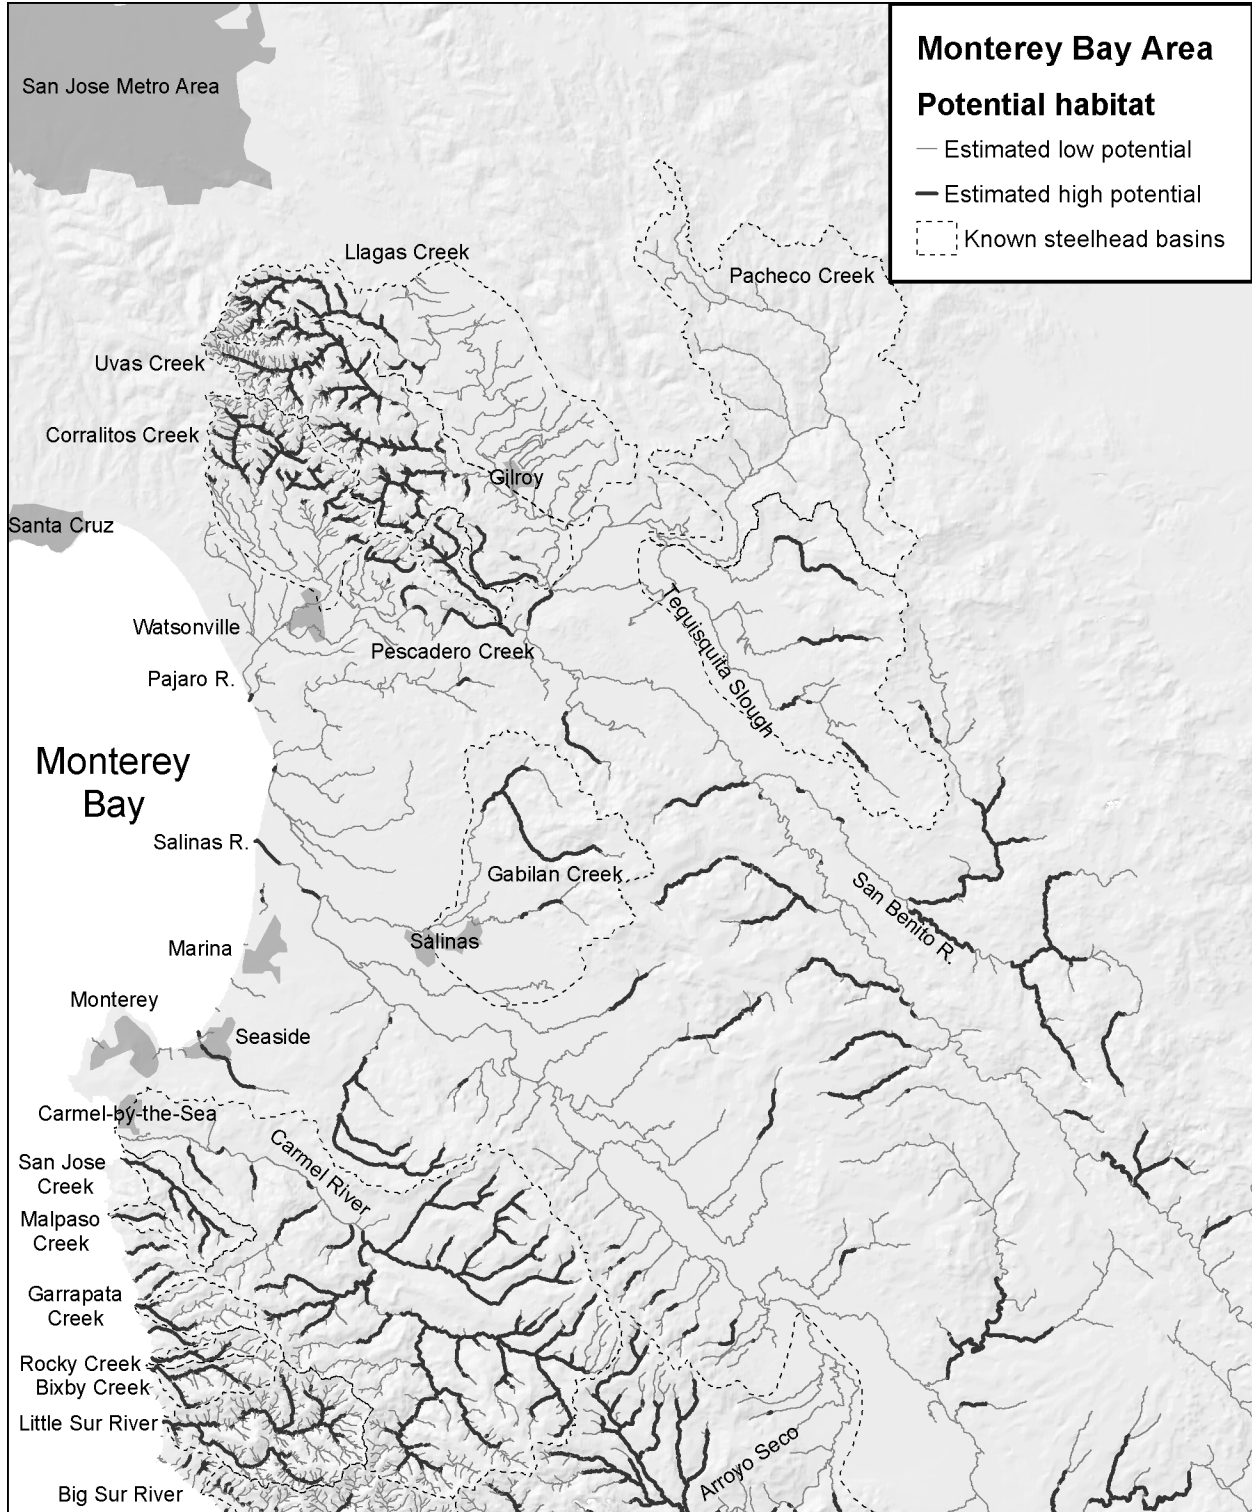 San Jose Metro Area
Monterey Bay Area
Potential habitat
Estimated low potential
Estimated high potential
Known steelhead basins
Llagas Creek
Pacheco Creek
Uvas Creek
Corralitos Creek
Gilroy
Santa Cruz
Watsonville
Tequisquita Slough
Pescadero Creek
Pajaro R.
Monterey
Bay
Salinas R.
Gabilan Creek
San Benito R.
Salinas
Marina
Monterey
Seaside
Carmel-by-the-Sea
Carmel River
San Jose
Creek
Malpaso
Creek
Garrapata
Creek
Rocky Creek
Bixby Creek
Little Sur River
Arroyo Seco
Big Sur River